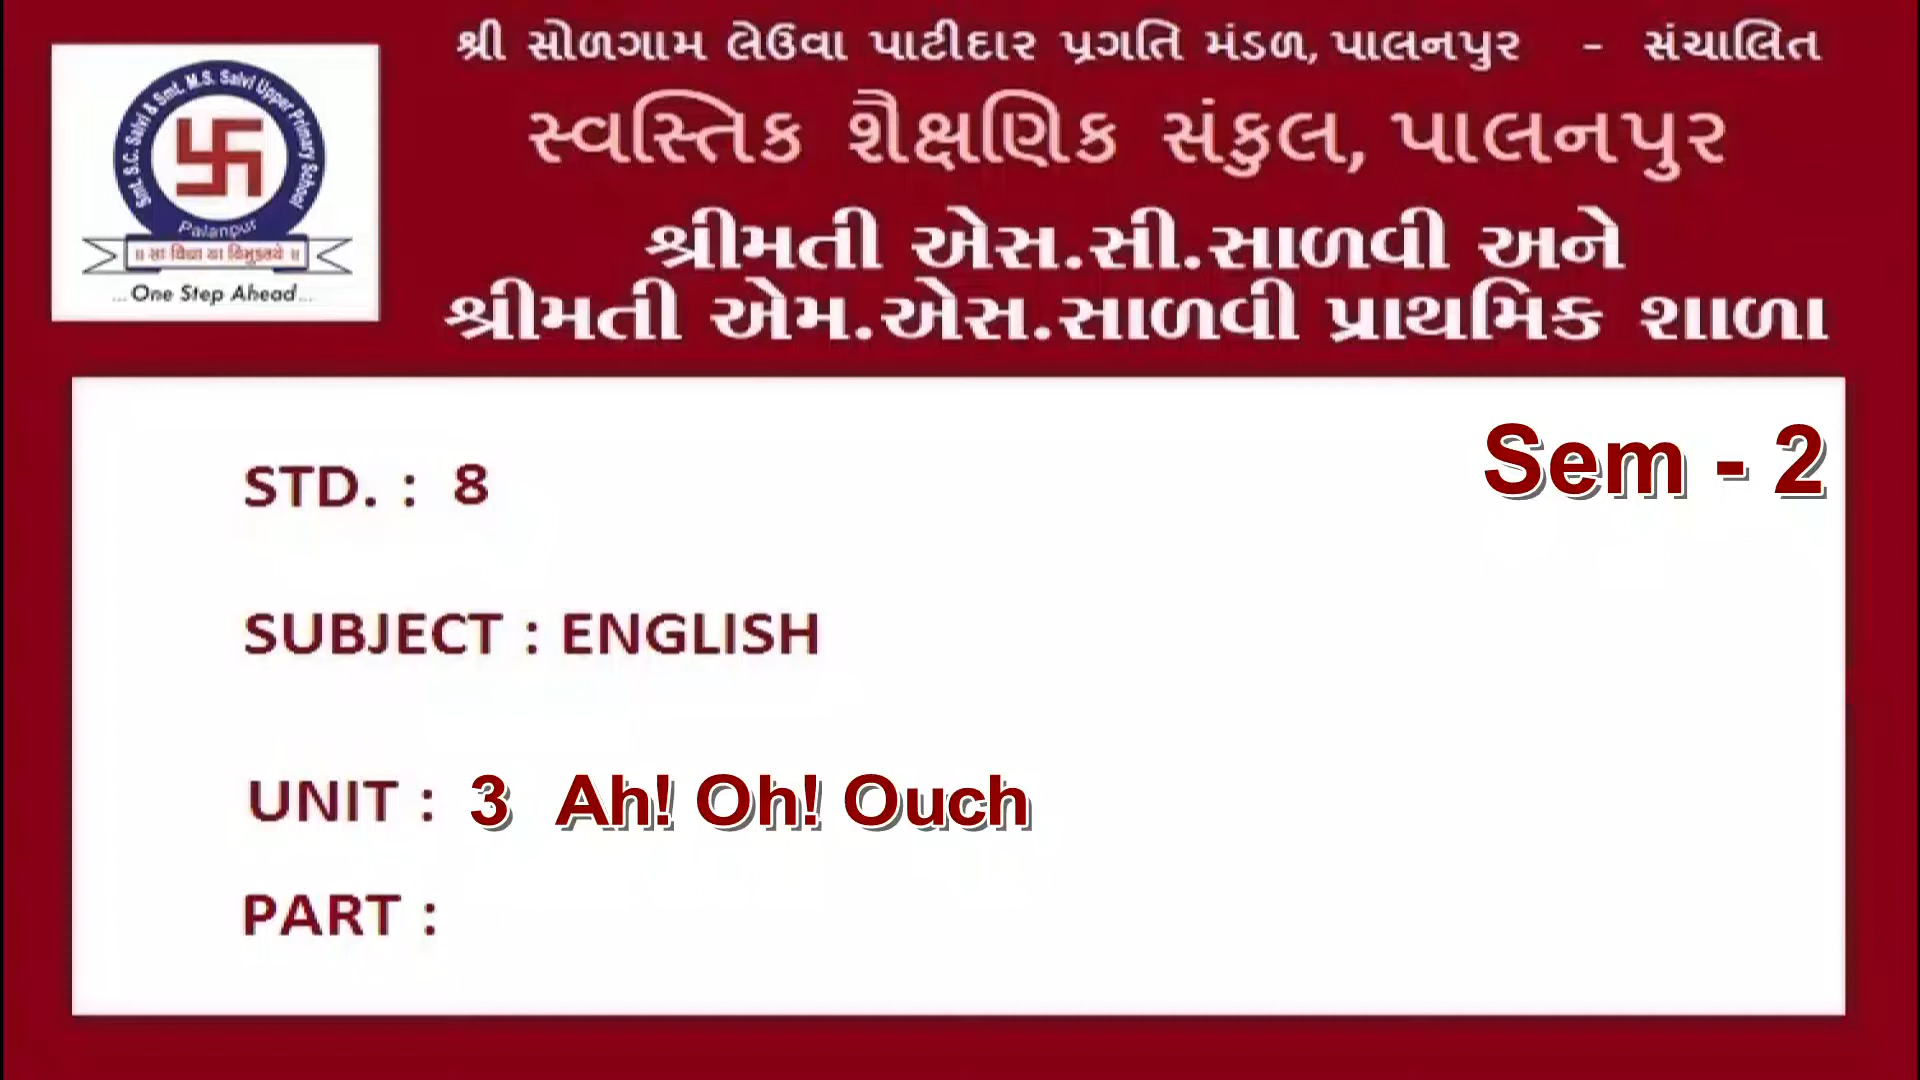 શ્રી સોળગામ લેઉવા પાટીદાર પ્રગતિ મંડળ, પાલનપુર - સંચાલિત
સ્વસ્તિક શૈક્ષણિક સંકુલ, પાલનપુર
શ્રીમતી એસ.સી.સાળવી અને
શ્રીમતી એમ.એસ.સાળવી પ્રાથમિક શાળા
Smt. S.C. Salvi & Smt. M.S. Salvi Upper Primary School
Palanpur
॥ सा विद्या या विमुक्तये ॥
...One Step Ahead...
Sem - 2
STD. : 8
SUBJECT : ENGLISH
UNIT : 3 Ah! Oh! Ouch
PART :